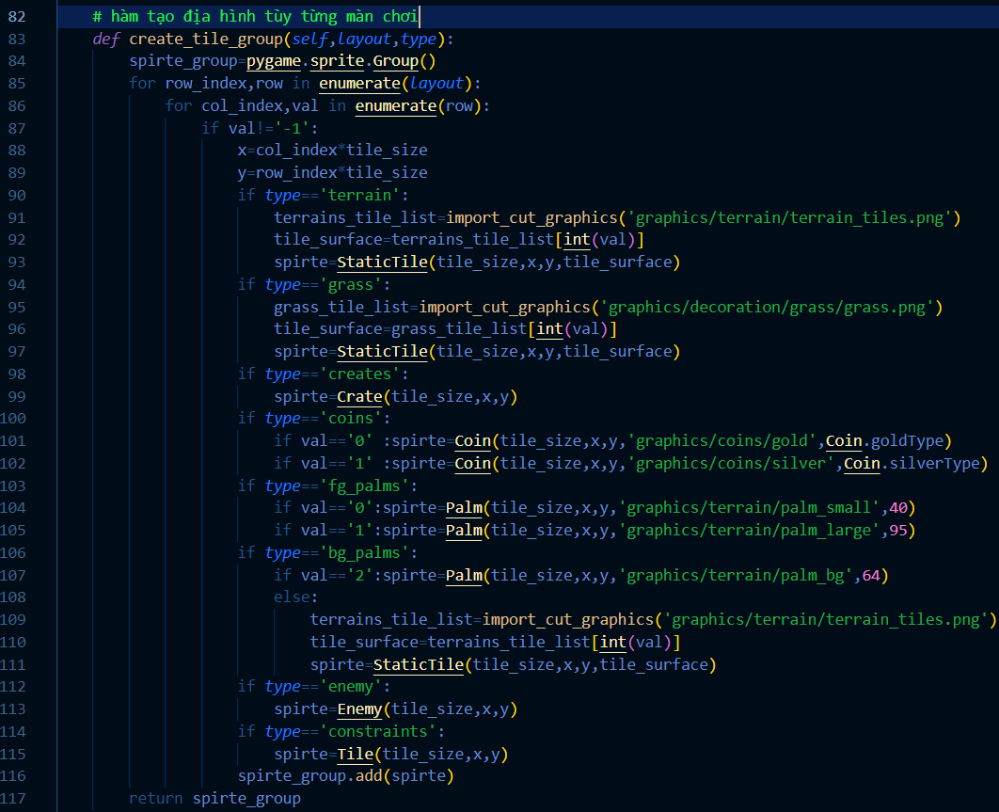 82 # hàm tạo địa hình tùy từng màn chơi
83 def create_tile_group(self,layout,type):
84 spirte_group=pygame.sprite.Group()
85 for row_index,row in enumerate(layout):
86 for col_index,val in enumerate(row):
87 if val!='-1':
88 x=col_index*tile_size
89 y=row_index*tile_size
90 if type=='terrain':
91 terrains_tile_list=import_cut_graphics('graphics/terrain/terrain_tiles.png')
92 tile_surface=terrains_tile_list[int(val)]
93 spirte=StaticTile(tile_size,x,y,tile_surface)
94 if type=='grass':
95 grass_tile_list=import_cut_graphics('graphics/decoration/grass/grass.png')
96 tile_surface=grass_tile_list[int(val)]
97 spirte=StaticTile(tile_size,x,y,tile_surface)
98 if type=='creates':
99 spirte=Crate(tile_size,x,y)
100 if type=='coins':
101 if val=='0' :spirte=Coin(tile_size,x,y,'graphics/coins/gold',Coin.goldType)
102 if val=='1' :spirte=Coin(tile_size,x,y,'graphics/coins/silver',Coin.silverType)
103 if type=='fg_palms':
104 if val=='0':spirte=Palm(tile_size,x,y,'graphics/terrain/palm_small',40)
105 if val=='1':spirte=Palm(tile_size,x,y,'graphics/terrain/palm_large',95)
106 if type=='bg_palms':
107 if val=='2':spirte=Palm(tile_size,x,y,'graphics/terrain/palm_bg',64)
108 else:
109 terrains_tile_list=import_cut_graphics('graphics/terrain/terrain_tiles.png')
110 tile_surface=terrains_tile_list[int(val)]
111 spirte=StaticTile(tile_size,x,y,tile_surface)
112 if type=='enemy':
113 spirte=Enemy(tile_size,x,y)
114 if type=='constraints':
115 spirte=Tile(tile_size,x,y)
116 spirte_group.add(spirte)
117 return spirte_group